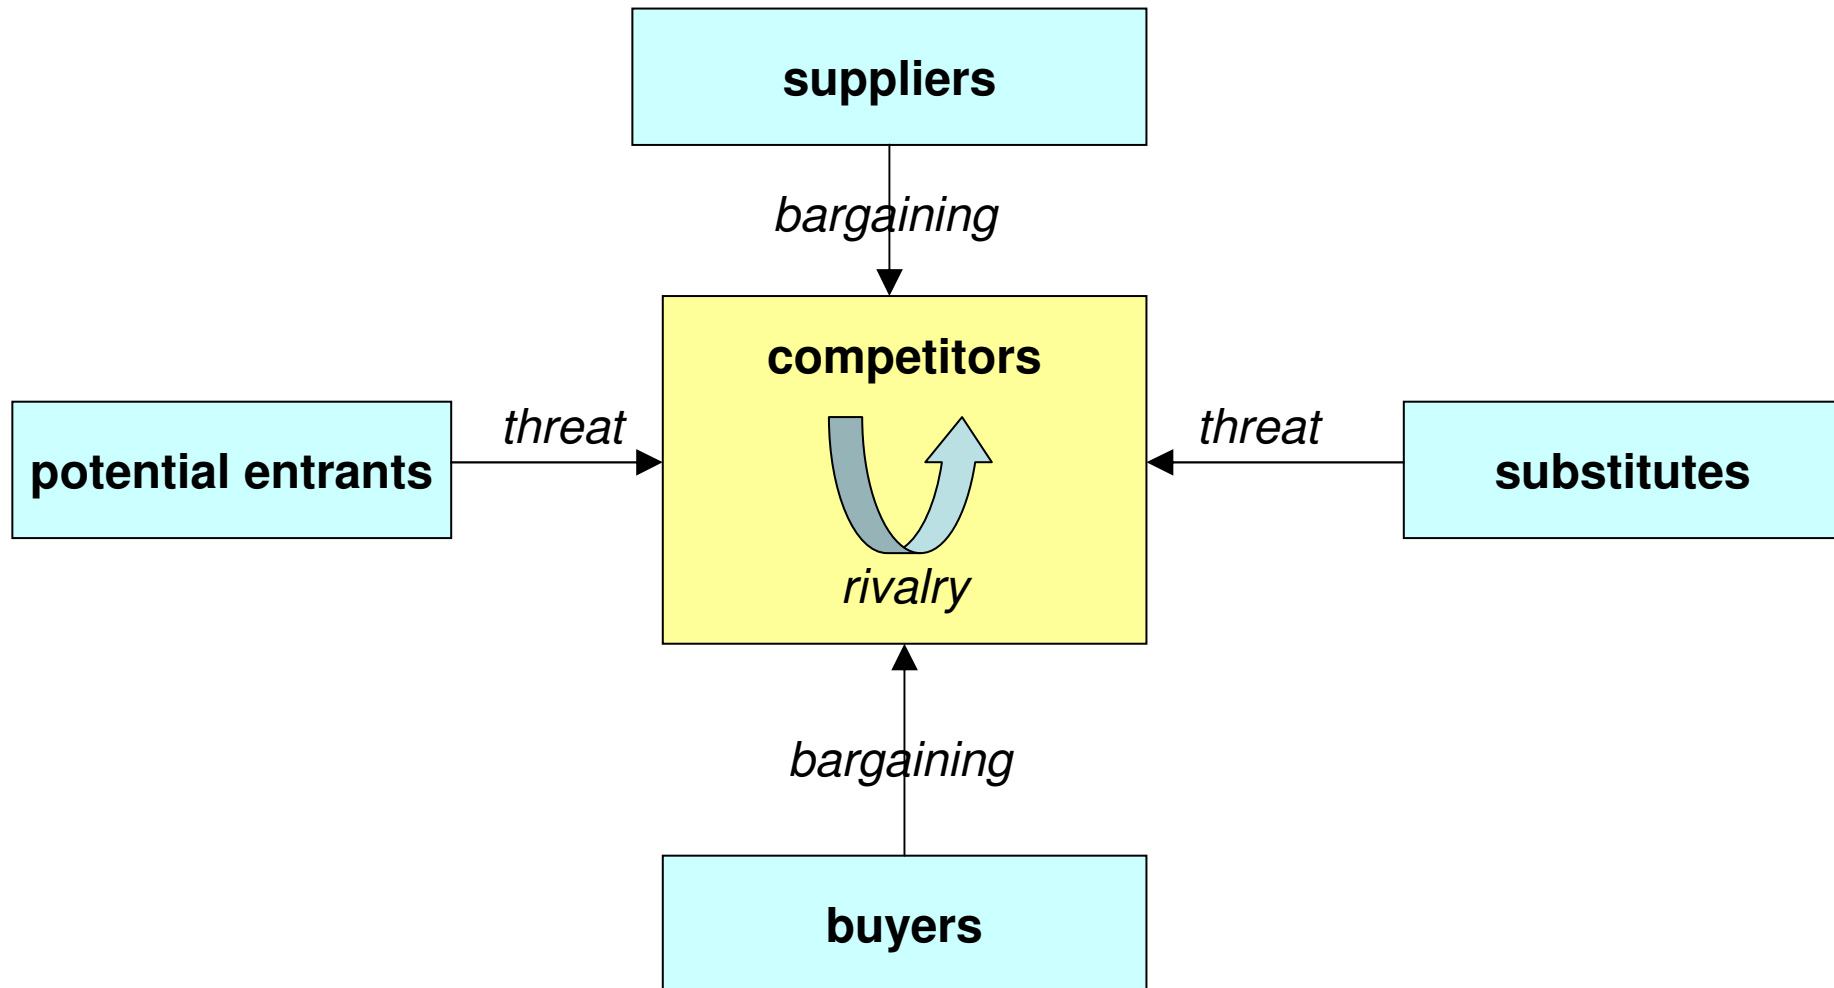 suppliers
bargaining
competitors
threat
threat
potential entrants
substitutes
rivalry
bargaining
buyers